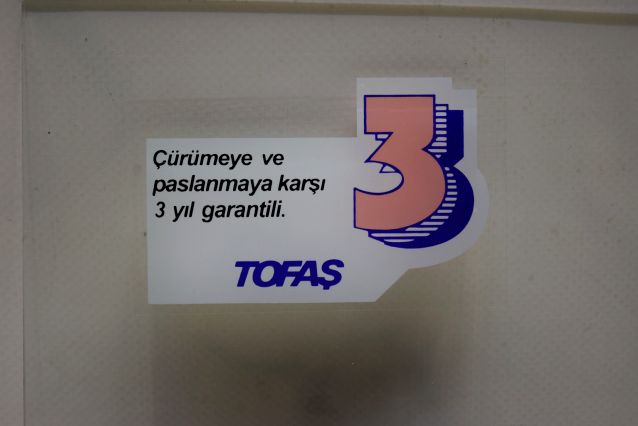 Çürümeye ve
paslanmaya karşı
3 yıl garantili.
3
TOFAŞ